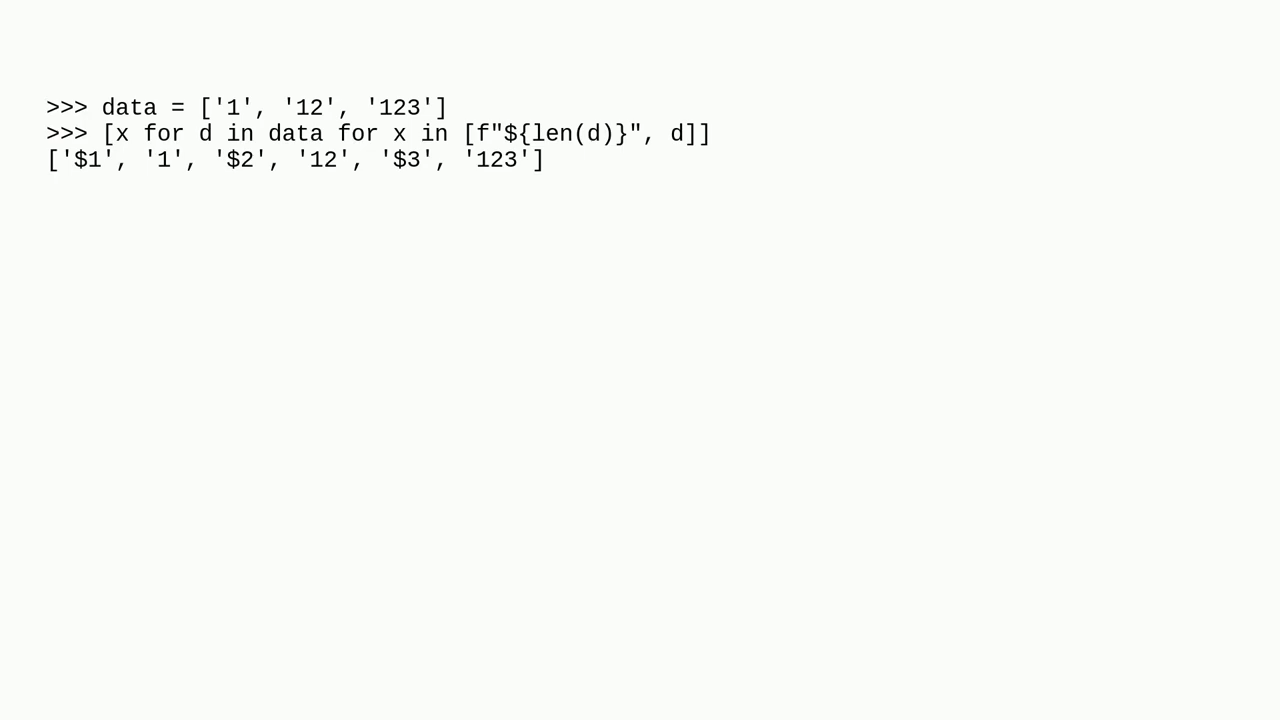 >>> data = ['1', '12', '123']
>>> [x for d in data for x in [f"${len(d)}", d]]
['$1', '1', '$2', '12', '$3', '123']